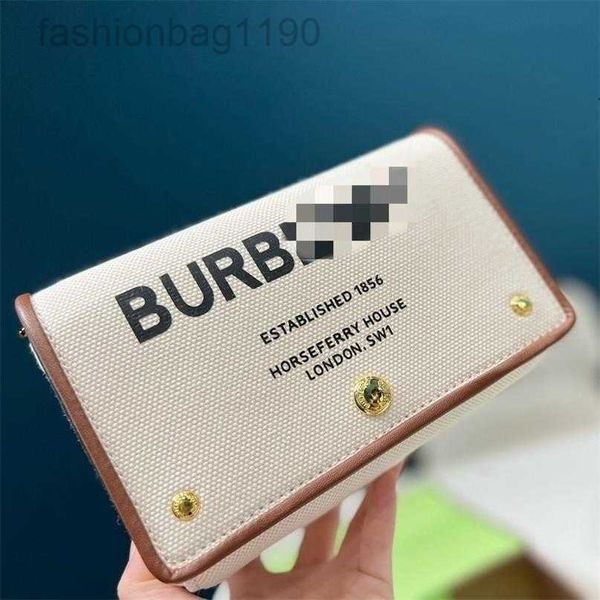 fashionbag1190
BURB
ESTABLISHED 1856
HORSEFERRY HOUSE
LONDON, SW1